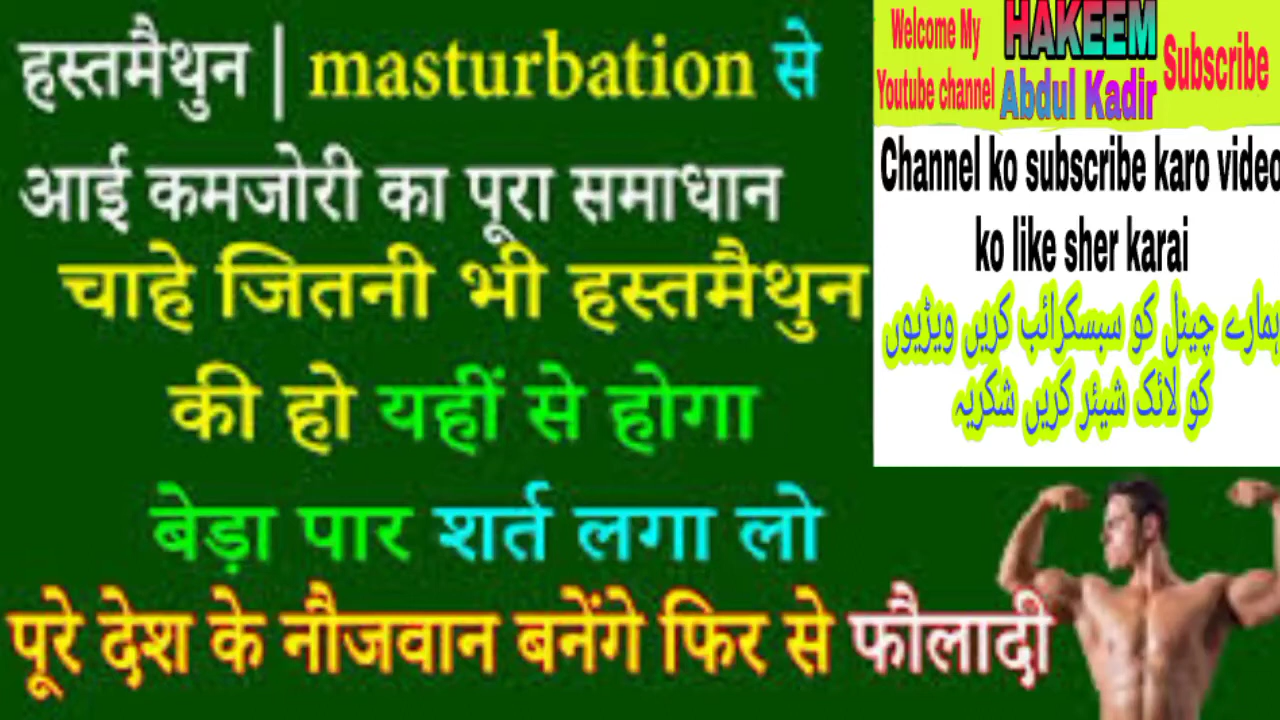 हस्तमैथुन | masturbation से
आई कमजोरी का पूरा समाधान
चाहे जितनी भी हस्तमैथुन
की हो यहीं से होगा
बेड़ा पार शर्त लगा लो
पूरे देश के नौजवान बनेंगे फिर से फौलादी
Welcome My
Youtube channel
HAKEEM
Abdul Kadir
Subscribe
Channel ko subscribe karo video
ko like sher karai
ہمارے چینل کو سبسکرائب کریں ویڑیوں
کو لائک شیئر کریں شکریہ